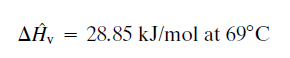 ΔĤᵥ = 28.85 kJ/mol at 69°C